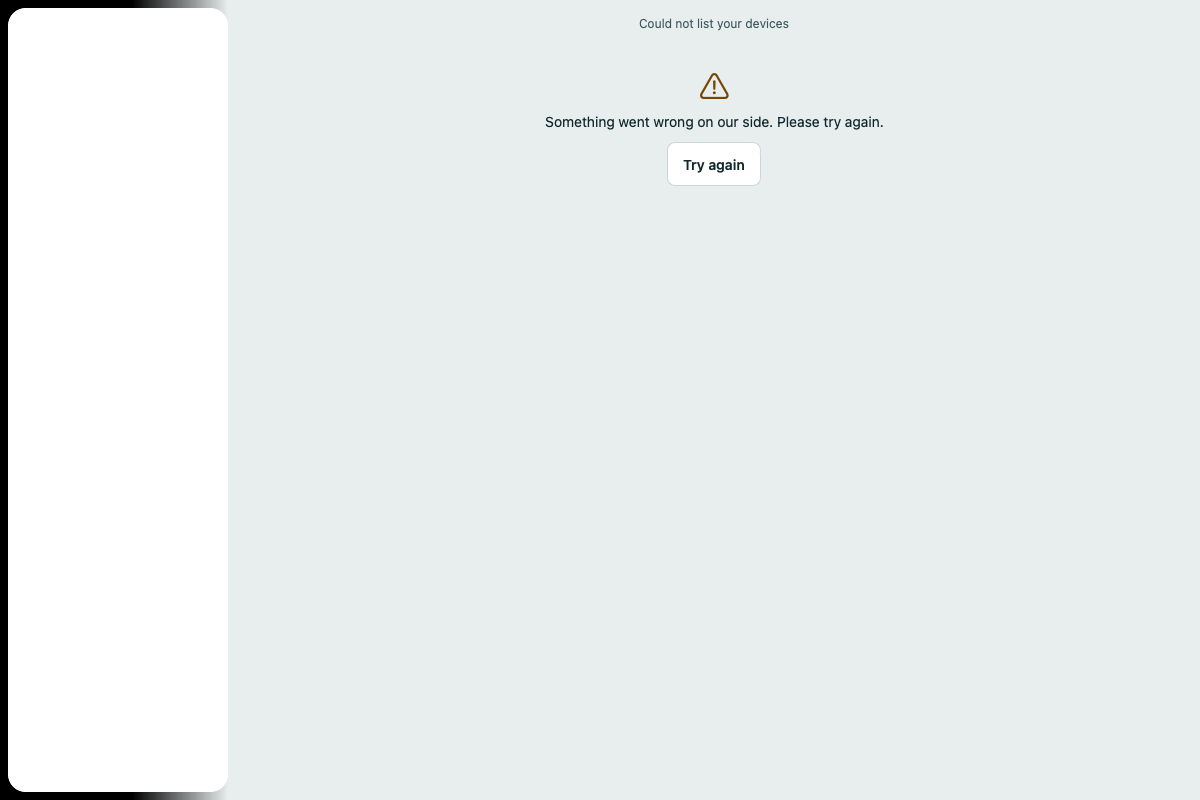 Could not list your devices
Something went wrong on our side. Please try again.
Try again